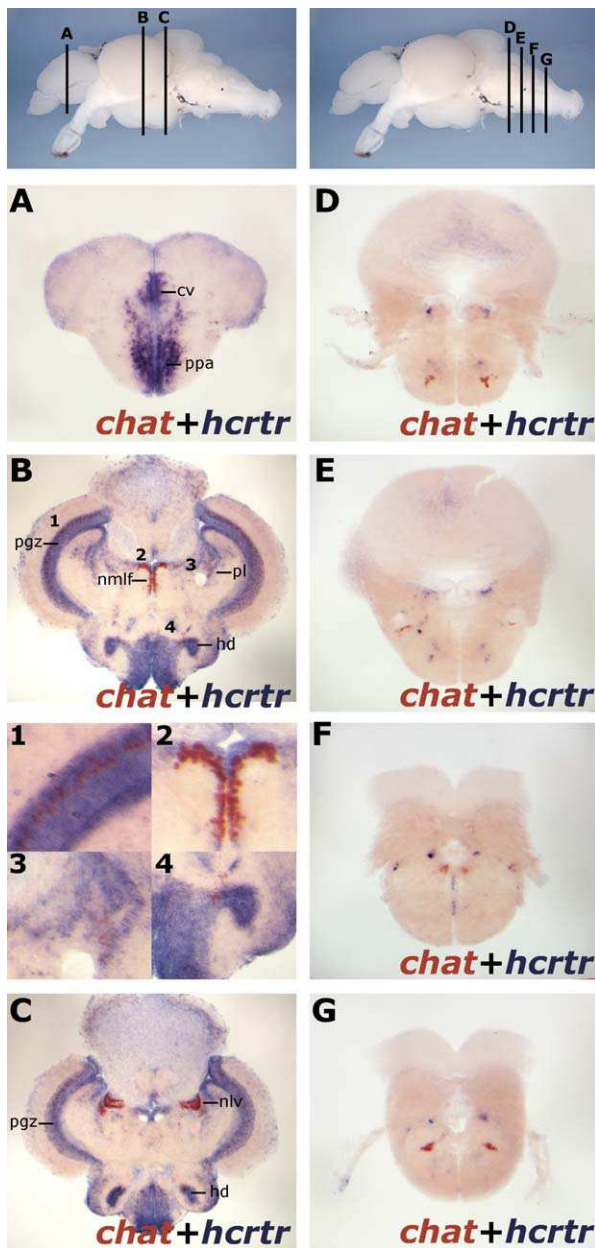 A B C
D E F G
A
cv
ppa
chat+hcrtr
D
chat+hcrtr
B
1
pgz
2
nmlf
3
pl
4
hd
chat+hcrtr
E
chat+hcrtr
1
2
3
4
F
chat+hcrtr
C
nlv
pgz
hd
chat+hcrtr
G
chat+hcrtr